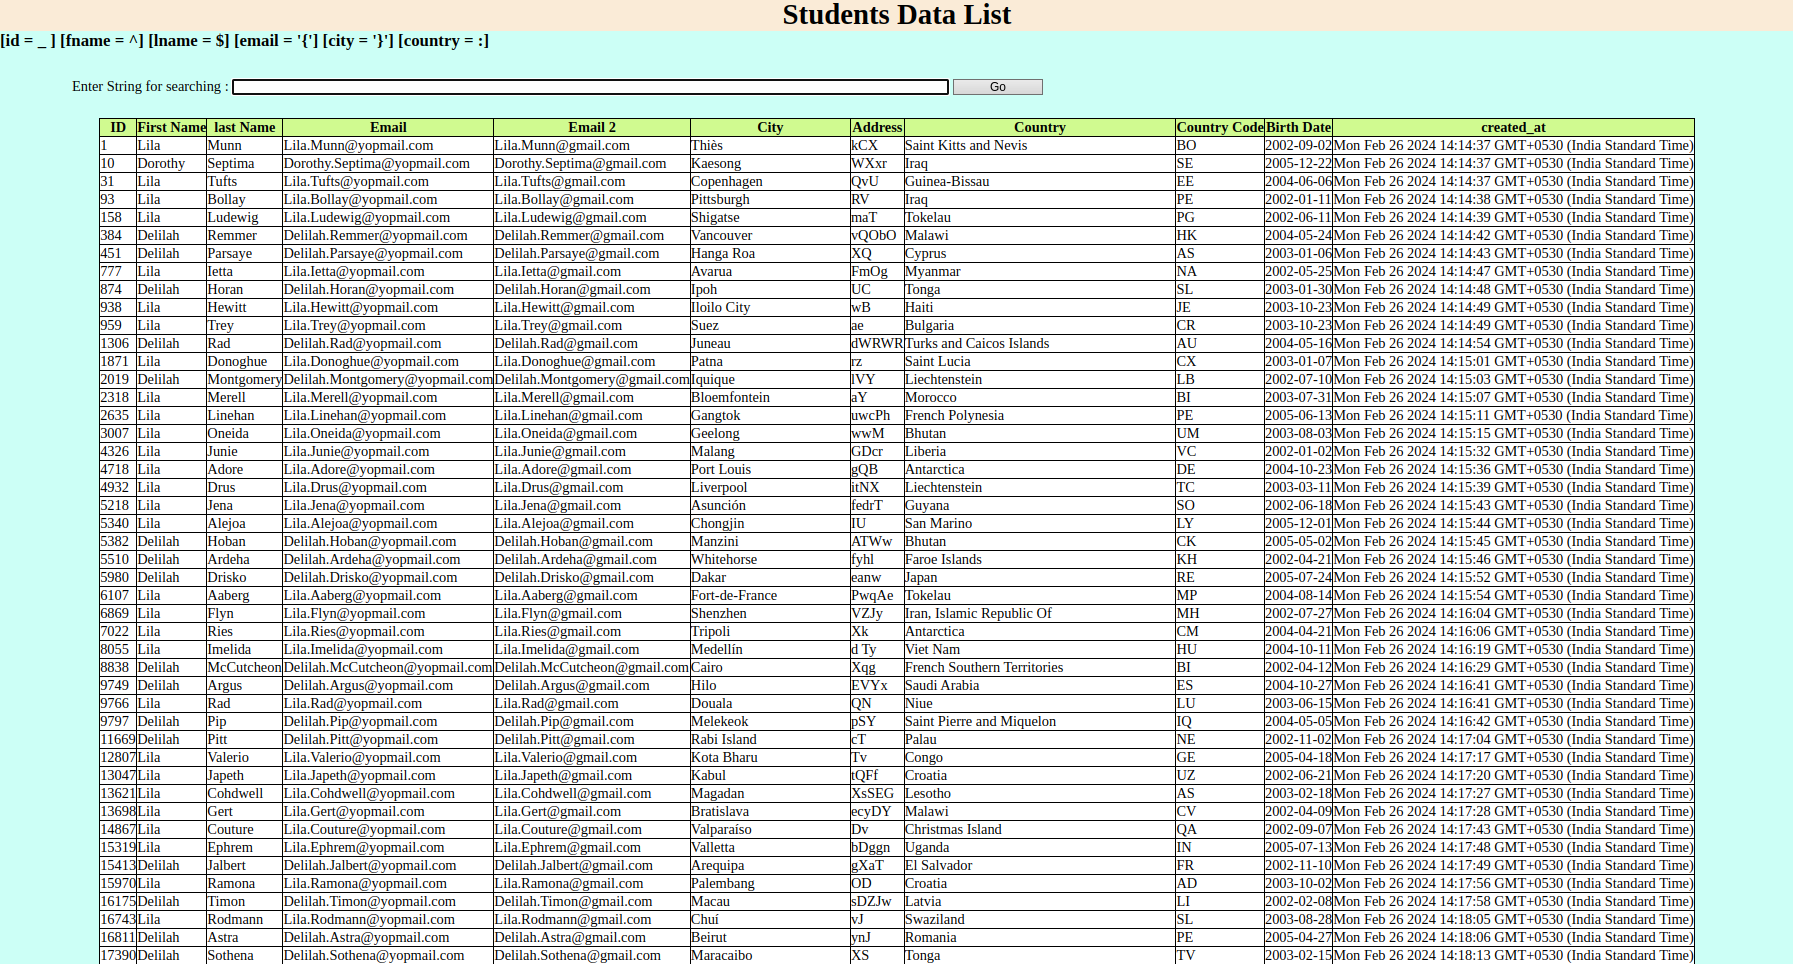 Students Data List
[id = _ ] [fname = ^] [lname = $] [email = '{'] [city = '}'] [country = :]
Enter String for searching : Go
ID First Name last Name Email Email 2 City Address Country Country Code Birth Date created_at
1 Lila Munn Lila.Munn@yopmail.com Lila.Munn@gmail.com Thiès kCX Saint Kitts and Nevis BO 2002-09-02 Mon Feb 26 2024 14:14:37 GMT+0530 (India Standard Time)
10 Dorothy Septima Dorothy.Septima@yopmail.com Dorothy.Septima@gmail.com Kaesong WXxr Iraq SE 2005-12-22 Mon Feb 26 2024 14:14:37 GMT+0530 (India Standard Time)
31 Lila Tufts Lila.Tufts@yopmail.com Lila.Tufts@gmail.com Copenhagen QvU Guinea-Bissau EE 2004-06-06 Mon Feb 26 2024 14:14:37 GMT+0530 (India Standard Time)
93 Lila Bollay Lila.Bollay@yopmail.com Lila.Bollay@gmail.com Pittsburgh RV Iraq PE 2002-01-11 Mon Feb 26 2024 14:14:38 GMT+0530 (India Standard Time)
158 Lila Ludewig Lila.Ludewig@yopmail.com Lila.Ludewig@gmail.com Shigatse maT Tokelau PG 2002-06-11 Mon Feb 26 2024 14:14:39 GMT+0530 (India Standard Time)
384 Delilah Remmer Delilah.Remmer@yopmail.com Delilah.Remmer@gmail.com Vancouver vQObO Malawi HK 2004-05-24 Mon Feb 26 2024 14:14:42 GMT+0530 (India Standard Time)
451 Delilah Parsaye Delilah.Parsaye@yopmail.com Delilah.Parsaye@gmail.com Hanga Roa XQ Cyprus AS 2003-01-06 Mon Feb 26 2024 14:14:43 GMT+0530 (India Standard Time)
777 Lila Ietta Lila.Ietta@yopmail.com Lila.Ietta@gmail.com Avarua FmOg Myanmar NA 2002-05-25 Mon Feb 26 2024 14:14:47 GMT+0530 (India Standard Time)
874 Delilah Horan Delilah.Horan@yopmail.com Delilah.Horan@gmail.com Ipoh UC Tonga SL 2003-01-30 Mon Feb 26 2024 14:14:48 GMT+0530 (India Standard Time)
938 Lila Hewitt Lila.Hewitt@yopmail.com Lila.Hewitt@gmail.com Iloilo City wB Haiti JE 2003-10-23 Mon Feb 26 2024 14:14:49 GMT+0530 (India Standard Time)
959 Lila Trey Lila.Trey@yopmail.com Lila.Trey@gmail.com Suez ae Bulgaria CR 2003-10-23 Mon Feb 26 2024 14:14:49 GMT+0530 (India Standard Time)
1306 Delilah Rad Delilah.Rad@yopmail.com Delilah.Rad@gmail.com Juneau dWRWR Turks and Caicos Islands AU 2004-05-16 Mon Feb 26 2024 14:14:54 GMT+0530 (India Standard Time)
1871 Lila Donoghue Lila.Donoghue@yopmail.com Lila.Donoghue@gmail.com Patna rz Saint Lucia CX 2003-01-07 Mon Feb 26 2024 14:15:01 GMT+0530 (India Standard Time)
2019 Delilah Montgomery Delilah.Montgomery@yopmail.com Delilah.Montgomery@gmail.com Iquique lVY Liechtenstein LB 2002-07-10 Mon Feb 26 2024 14:15:03 GMT+0530 (India Standard Time)
2318 Lila Merell Lila.Merell@yopmail.com Lila.Merell@gmail.com Bloemfontein aY Morocco BI 2003-07-31 Mon Feb 26 2024 14:15:07 GMT+0530 (India Standard Time)
2635 Lila Linehan Lila.Linehan@yopmail.com Lila.Linehan@gmail.com Gangtok uwcPh French Polynesia PE 2005-06-13 Mon Feb 26 2024 14:15:11 GMT+0530 (India Standard Time)
3007 Lila Oneida Lila.Oneida@yopmail.com Lila.Oneida@gmail.com Geelong wwM Bhutan UM 2003-08-03 Mon Feb 26 2024 14:15:15 GMT+0530 (India Standard Time)
4326 Lila Junie Lila.Junie@yopmail.com Lila.Junie@gmail.com Malang GDcr Liberia VC 2002-01-02 Mon Feb 26 2024 14:15:32 GMT+0530 (India Standard Time)
4718 Lila Adore Lila.Adore@yopmail.com Lila.Adore@gmail.com Port Louis gQB Antarctica DE 2004-10-23 Mon Feb 26 2024 14:15:36 GMT+0530 (India Standard Time)
4932 Lila Drus Lila.Drus@yopmail.com Lila.Drus@gmail.com Liverpool itNX Liechtenstein TC 2003-03-11 Mon Feb 26 2024 14:15:39 GMT+0530 (India Standard Time)
5218 Lila Jena Lila.Jena@yopmail.com Lila.Jena@gmail.com Asunción fedrT Guyana SO 2002-06-18 Mon Feb 26 2024 14:15:43 GMT+0530 (India Standard Time)
5340 Lila Alejoa Lila.Alejoa@yopmail.com Lila.Alejoa@gmail.com Chongjin IU San Marino LY 2005-12-01 Mon Feb 26 2024 14:15:44 GMT+0530 (India Standard Time)
5382 Delilah Hoban Delilah.Hoban@yopmail.com Delilah.Hoban@gmail.com Manzini ATWw Bhutan CK 2005-05-02 Mon Feb 26 2024 14:15:45 GMT+0530 (India Standard Time)
5510 Delilah Ardeha Delilah.Ardeha@yopmail.com Delilah.Ardeha@gmail.com Whitehorse fyhl Faroe Islands KH 2002-04-21 Mon Feb 26 2024 14:15:46 GMT+0530 (India Standard Time)
5980 Delilah Drisko Delilah.Drisko@yopmail.com Delilah.Drisko@gmail.com Dakar eanw Japan RE 2005-07-24 Mon Feb 26 2024 14:15:52 GMT+0530 (India Standard Time)
6107 Lila Aaberg Lila.Aaberg@yopmail.com Lila.Aaberg@gmail.com Fort-de-France PwqAe Tokelau MP 2004-08-14 Mon Feb 26 2024 14:15:54 GMT+0530 (India Standard Time)
6869 Lila Flyn Lila.Flyn@yopmail.com Lila.Flyn@gmail.com Shenzhen VZJy Iran, Islamic Republic Of MH 2002-07-27 Mon Feb 26 2024 14:16:04 GMT+0530 (India Standard Time)
7022 Lila Ries Lila.Ries@yopmail.com Lila.Ries@gmail.com Tripoli Xk Antarctica CM 2004-04-21 Mon Feb 26 2024 14:16:06 GMT+0530 (India Standard Time)
8055 Lila Imelida Lila.Imelida@yopmail.com Lila.Imelida@gmail.com Medellín d Ty Viet Nam HU 2004-10-11 Mon Feb 26 2024 14:16:19 GMT+0530 (India Standard Time)
8838 Delilah McCutcheon Delilah.McCutcheon@yopmail.com Delilah.McCutcheon@gmail.com Cairo Xqg French Southern Territories BI 2002-04-12 Mon Feb 26 2024 14:16:29 GMT+0530 (India Standard Time)
9749 Delilah Argus Delilah.Argus@yopmail.com Delilah.Argus@gmail.com Hilo EVYx Saudi Arabia ES 2004-10-27 Mon Feb 26 2024 14:16:41 GMT+0530 (India Standard Time)
9766 Lila Rad Lila.Rad@yopmail.com Lila.Rad@gmail.com Douala QN Niue LU 2003-06-15 Mon Feb 26 2024 14:16:41 GMT+0530 (India Standard Time)
9797 Delilah Pip Delilah.Pip@yopmail.com Delilah.Pip@gmail.com Melekeok pSY Saint Pierre and Miquelon IQ 2004-05-05 Mon Feb 26 2024 14:16:42 GMT+0530 (India Standard Time)
11669 Delilah Pitt Delilah.Pitt@yopmail.com Delilah.Pitt@gmail.com Rabi Island cT Palau NE 2002-11-02 Mon Feb 26 2024 14:17:04 GMT+0530 (India Standard Time)
12807 Lila Valerio Lila.Valerio@yopmail.com Lila.Valerio@gmail.com Kota Bharu Tv Congo GE 2005-04-18 Mon Feb 26 2024 14:17:17 GMT+0530 (India Standard Time)
13047 Lila Japeth Lila.Japeth@yopmail.com Lila.Japeth@gmail.com Kabul tQFf Croatia UZ 2002-06-21 Mon Feb 26 2024 14:17:20 GMT+0530 (India Standard Time)
13621 Lila Cohdwell Lila.Cohdwell@yopmail.com Lila.Cohdwell@gmail.com Magadan XsSEG Lesotho AS 2003-02-18 Mon Feb 26 2024 14:17:27 GMT+0530 (India Standard Time)
13698 Lila Gert Lila.Gert@yopmail.com Lila.Gert@gmail.com Bratislava ecyDY Malawi CV 2002-04-09 Mon Feb 26 2024 14:17:28 GMT+0530 (India Standard Time)
14867 Lila Couture Lila.Couture@yopmail.com Lila.Couture@gmail.com Valparaíso Dv Christmas Island QA 2002-09-07 Mon Feb 26 2024 14:17:43 GMT+0530 (India Standard Time)
15319 Lila Ephrem Lila.Ephrem@yopmail.com Lila.Ephrem@gmail.com Valletta bDggn Uganda IN 2005-07-13 Mon Feb 26 2024 14:17:48 GMT+0530 (India Standard Time)
15413 Delilah Jalbert Delilah.Jalbert@yopmail.com Delilah.Jalbert@gmail.com Arequipa gXaT El Salvador FR 2002-11-10 Mon Feb 26 2024 14:17:49 GMT+0530 (India Standard Time)
15970 Lila Ramona Lila.Ramona@yopmail.com Lila.Ramona@gmail.com Palembang OD Croatia AD 2003-10-02 Mon Feb 26 2024 14:17:56 GMT+0530 (India Standard Time)
16175 Delilah Timon Delilah.Timon@yopmail.com Delilah.Timon@gmail.com Macau sDZJw Latvia LI 2002-02-08 Mon Feb 26 2024 14:17:58 GMT+0530 (India Standard Time)
16743 Lila Rodmann Lila.Rodmann@yopmail.com Lila.Rodmann@gmail.com Chuí vJ Swaziland SL 2003-08-28 Mon Feb 26 2024 14:18:05 GMT+0530 (India Standard Time)
16811 Delilah Astra Delilah.Astra@yopmail.com Delilah.Astra@gmail.com Beirut ynJ Romania PE 2005-04-27 Mon Feb 26 2024 14:18:06 GMT+0530 (India Standard Time)
17390 Delilah Sothena Delilah.Sothena@yopmail.com Delilah.Sothena@gmail.com Maracaibo XS Tonga TV 2003-02-15 Mon Feb 26 2024 14:18:13 GMT+0530 (India Standard Time)